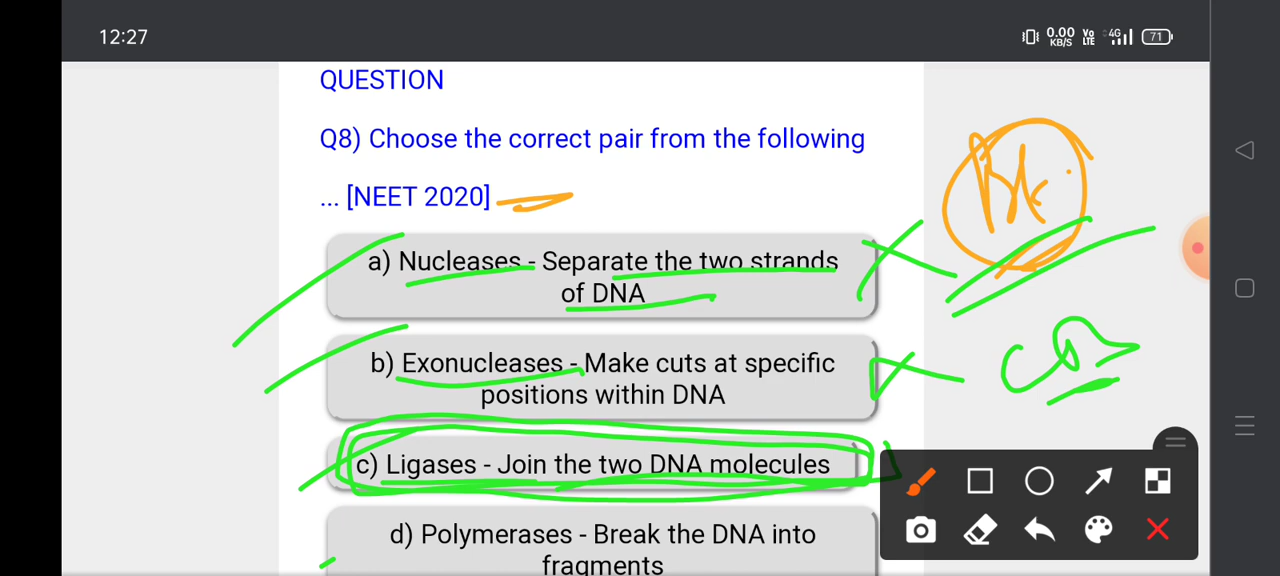 12:27
0.00
KB/S
Vo
LTE
4G
71
QUESTION
Q8) Choose the correct pair from the following
... [NEET 2020]
a) Nucleases - Separate the two strands
of DNA
b) Exonucleases - Make cuts at specific
positions within DNA
c) Ligases - Join the two DNA molecules
d) Polymerases - Break the DNA into
fragments